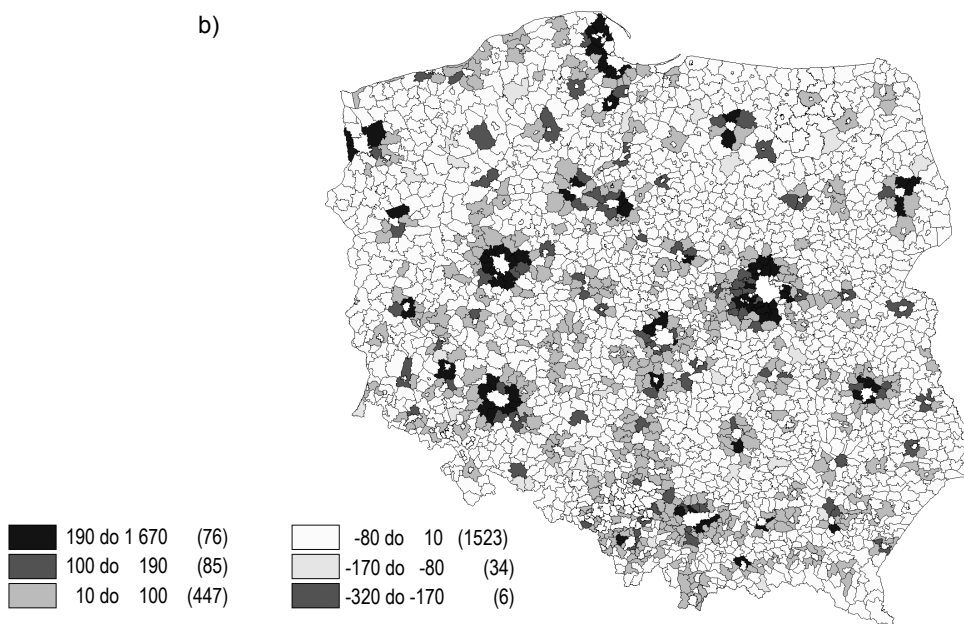 b)
190 do 1 670 (76)
100 do 190 (85)
10 do 100 (447)
-80 do 10 (1523)
-170 do -80 (34)
-320 do -170 (6)